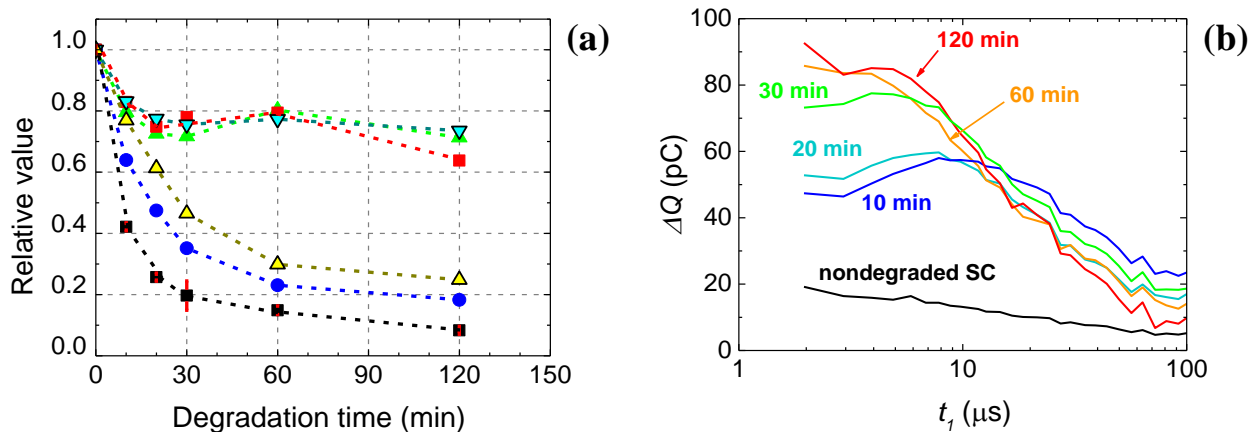 (a)
1.0
0.8
0.6
0.4
0.2
0.0
Relative value
0 30 60 90 120 150
Degradation time (min)
(b)
100
80
60
40
20
0
ΔQ (pC)
120 min
30 min
60 min
20 min
10 min
nondegraded SC
1 10 100
t₁ (μs)